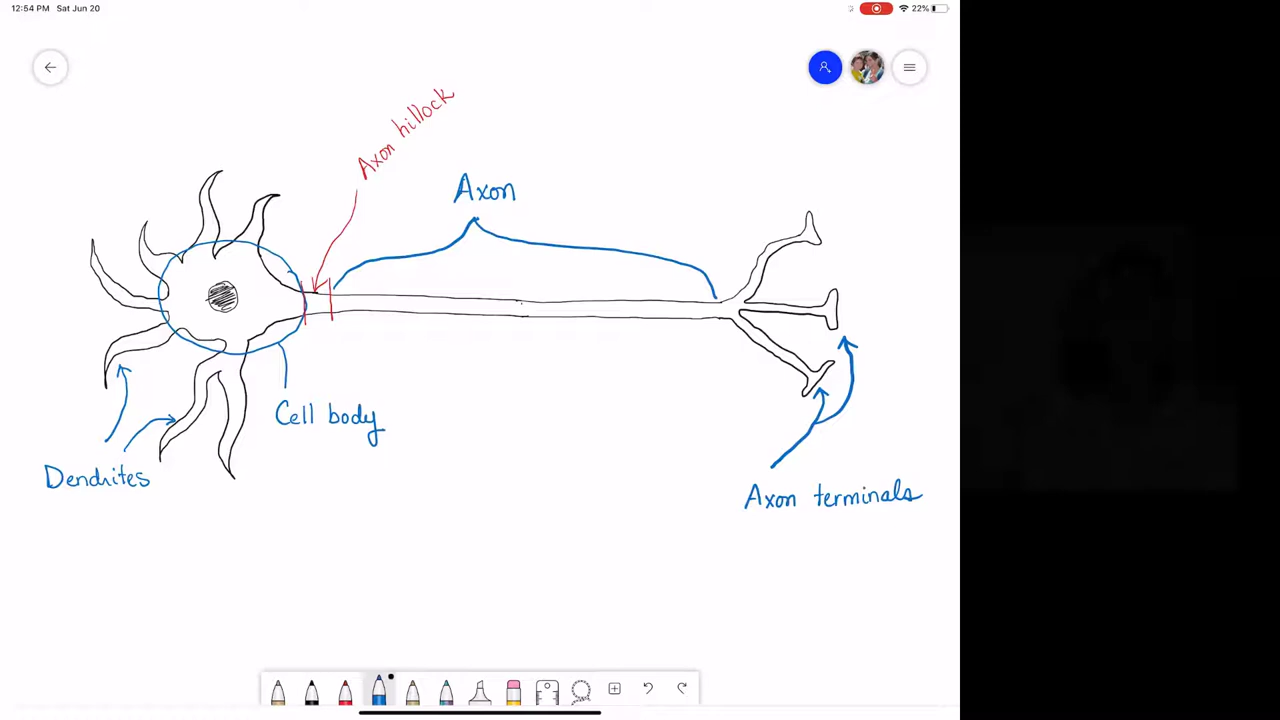 12:54 PM Sat Jun 20
22%
Axon hillock
Axon
Cell body
Dendrites
Axon terminals